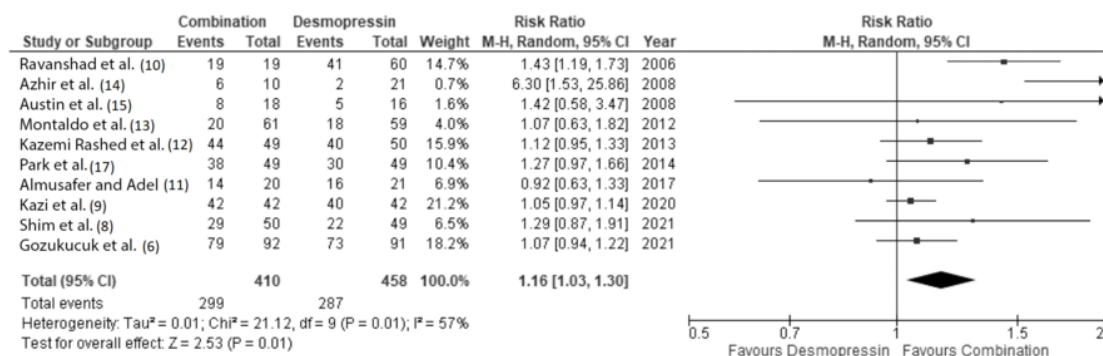 Combination Desmopressin Risk Ratio Risk Ratio
Study or Subgroup Events Total Events Total Weight M-H, Random, 95% CI Year M-H, Random, 95% CI
Ravanshad et al. (10) 19 19 41 60 14.7% 1.43 [1.19, 1.73] 2006
Azhir et al. (14) 6 10 2 21 0.7% 6.30 [1.53, 25.86] 2008
Austin et al. (15) 8 18 5 16 1.6% 1.42 [0.58, 3.47] 2008
Montaldo et al. (13) 20 61 18 59 4.0% 1.07 [0.63, 1.82] 2012
Kazemi Rashed et al. (12) 44 49 40 50 15.9% 1.12 [0.95, 1.33] 2013
Park et al. (17) 38 49 30 49 10.4% 1.27 [0.97, 1.66] 2014
Almusafer and Adel (11) 14 20 16 21 6.9% 0.92 [0.63, 1.33] 2017
Kazi et al. (9) 42 42 40 42 21.2% 1.05 [0.97, 1.14] 2020
Shim et al. (8) 29 50 22 49 6.5% 1.29 [0.87, 1.91] 2021
Gozukucuk et al. (6) 79 92 73 91 18.2% 1.07 [0.94, 1.22] 2021
Total (95% CI) 410 458 100.0% 1.16 [1.03, 1.30]
Total events 299 287
Heterogeneity: Tau² = 0.01; Chi² = 21.12, df = 9 (P = 0.01); I² = 57%
Test for overall effect: Z = 2.53 (P = 0.01)
0.5 0.7 1 1.5 2
Favours Desmopressin Favours Combination